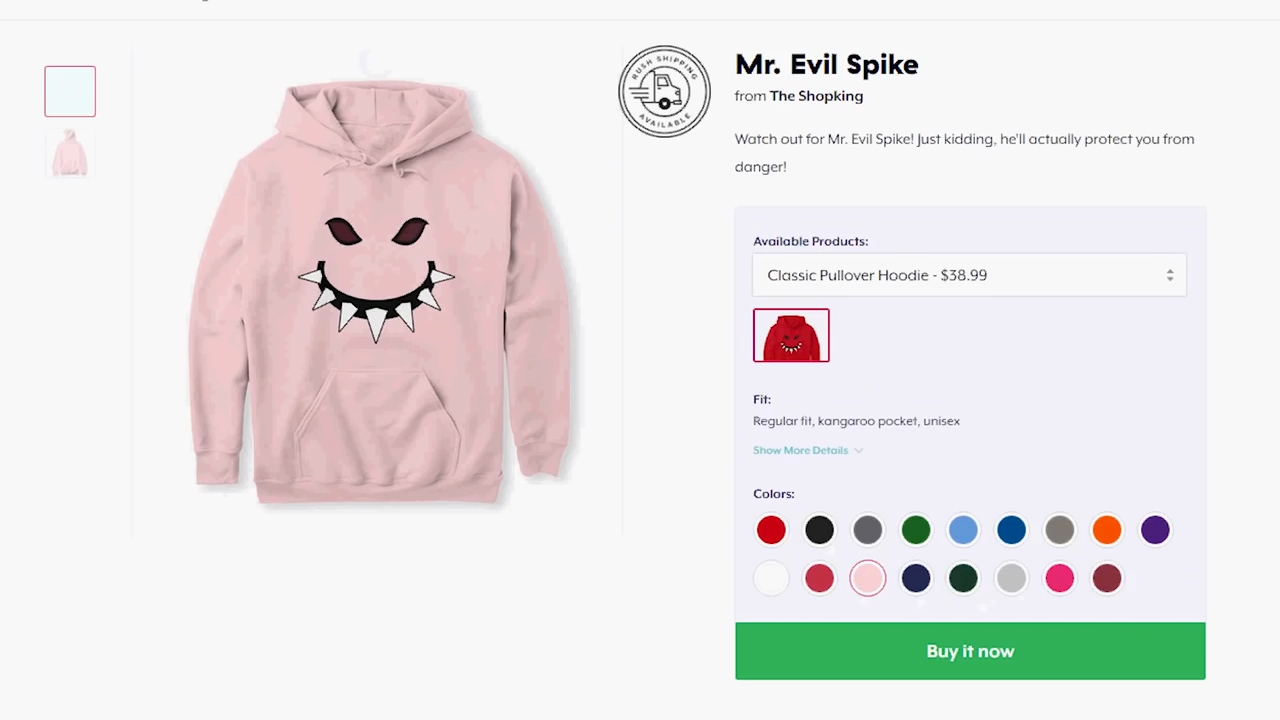 RUSH SHIPPING
AVAILABLE
Mr. Evil Spike
from The Shopking
Watch out for Mr. Evil Spike! Just kidding, he'll actually protect you from
danger!
Available Products:
Classic Pullover Hoodie - $38.99
Fit:
Regular fit, kangaroo pocket, unisex
Show More Details
Colors:
Buy it now